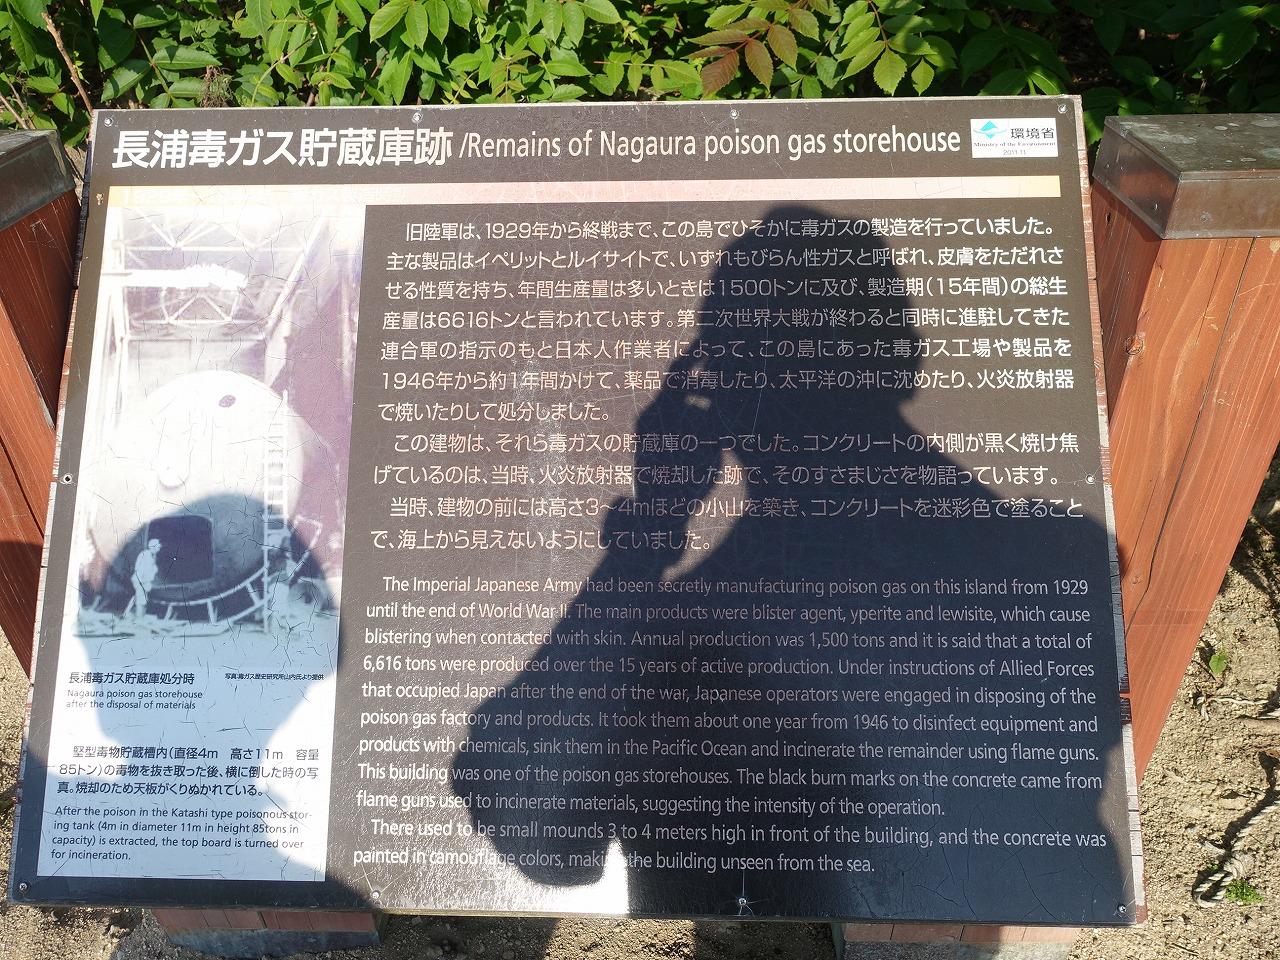 長浦毒ガス貯蔵庫跡/Remains of Nagaura poison gas storehouse
環境省
Ministry of the Environment
2011.11
旧陸軍は、1929年から終戦まで、この島でひそかに毒ガスの製造を行っていました。
主な製品はイペリットとルイサイトで、いずれもびらん性ガスと呼ばれ、皮膚をただれさ
せる性質を持ち、年間生産量は多いときは1500トンに及び、製造期(15年間)の総生
産量は6616トンと言われています。第二次世界大戦が終わると同時に進駐してきた
連合軍の指示のもと日本人作業者によって、この島にあった毒ガス工場や製品を
1946年から約1年間かけて、薬品で消毒したり、太平洋の沖に沈めたり、火炎放射器
で焼いたりして処分しました。
この建物は、それら毒ガスの貯蔵庫の一つでした。コンクリートの内側が黒く焼け焦
げているのは、当時、火炎放射器で焼却した跡で、そのすさまじさを物語っています。
当時、建物の前には高さ3〜4mほどの小山を築き、コンクリートを迷彩色で塗ること
で、海上から見えないようにしていました。
The Imperial Japanese Army had been secretly manufacturing poison gas on this island from 1929
until the end of World War II. The main products were blister agent, yperite and lewisite, which cause
blistering when contacted with skin. Annual production was 1,500 tons and it is said that a total of
6,616 tons were produced over the 15 years of active production. Under instructions of Allied Forces
that occupied Japan after the end of the war, Japanese operators were engaged in disposing of the
poison gas factory and products. It took them about one year from 1946 to disinfect equipment and
products with chemicals, sink them in the Pacific Ocean and incinerate the remainder using flame guns.
This building was one of the poison gas storehouses. The black burn marks on the concrete came from
flame guns used to incinerate materials, suggesting the intensity of the operation.
There used to be small mounds 3 to 4 meters high in front of the building, and the concrete was
painted in camouflage colors, making the building unseen from the sea.
長浦毒ガス貯蔵庫処分時
写真:毒ガス歴史研究所山内氏より提供
Nagaura poison gas storehouse
after the disposal of materials
堅型毒物貯蔵槽内(直径4m 高さ11m 容量
85トン)の毒物を抜き取った後、横に倒した時の写
真。焼却のため天板がくりぬかれている。
After the poison in the Katashi type poisonous stor-
ing tank (4m in diameter 11m in height 85tons in
capacity) is extracted, the top board is turned over
for incineration.